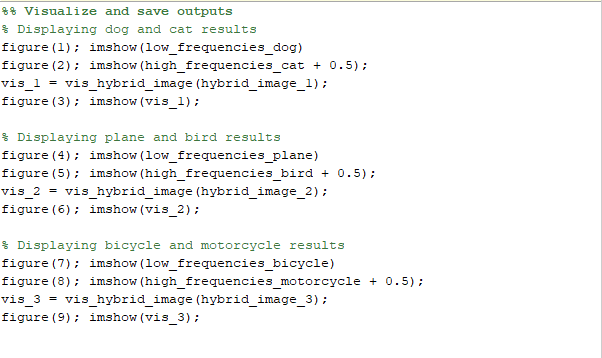 %% Visualize and save outputs
% Displaying dog and cat results
figure(1); imshow(low_frequencies_dog)
figure(2); imshow(high_frequencies_cat + 0.5);
vis_1 = vis_hybrid_image(hybrid_image_1);
figure(3); imshow(vis_1);
% Displaying plane and bird results
figure(4); imshow(low_frequencies_plane)
figure(5); imshow(high_frequencies_bird + 0.5);
vis_2 = vis_hybrid_image(hybrid_image_2);
figure(6); imshow(vis_2);
% Displaying bicycle and motorcycle results
figure(7); imshow(low_frequencies_bicycle)
figure(8); imshow(high_frequencies_motorcycle + 0.5);
vis_3 = vis_hybrid_image(hybrid_image_3);
figure(9); imshow(vis_3);